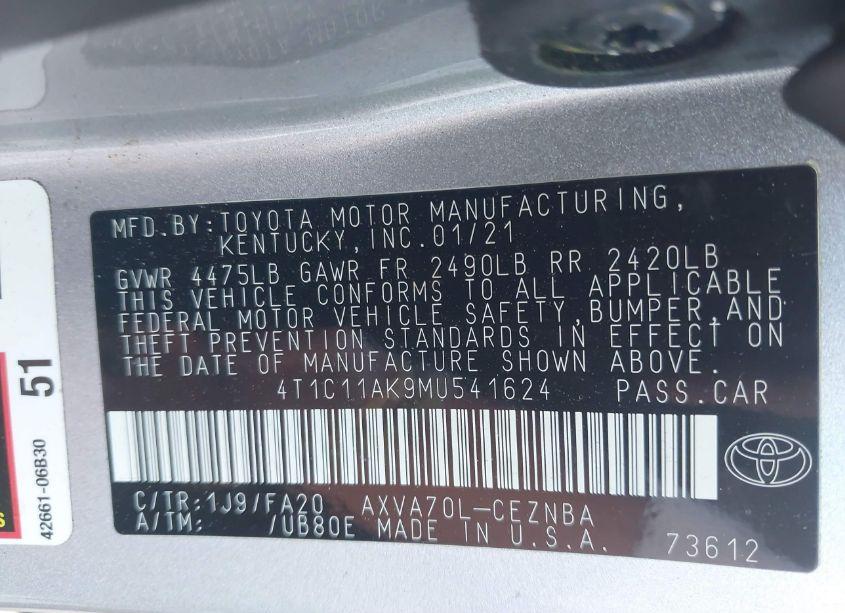 MFD.BY:TOYOTA MOTOR MANUFACTURING,
KENTUCKY,INC.01/21
GVWR 4475LB GAWR FR 2490LB RR 2420LB
THIS VEHICLE CONFORMS TO ALL APPLICABLE
FEDERAL MOTOR VEHICLE SAFETY,BUMPER,AND
THEFT PREVENTION STANDARDS IN EFFECT ON
THE DATE OF MANUFACTURE SHOWN ABOVE.
4T1C11AK9MU541624 PASS.CAR
C/TR:1J9/FA20 AXVA70L-CEZNBA
A/TM: /UB80E MADE IN U.S.A.
73612
51
42661-06B30